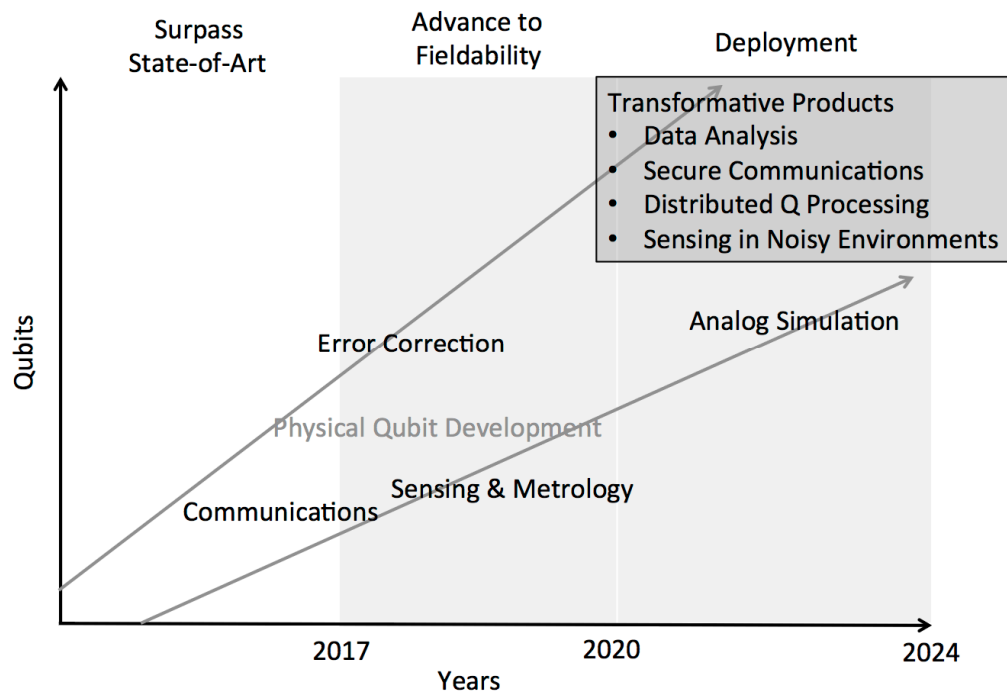 Surpass
State-of-Art
Advance to
Fieldability
Deployment
Transformative Products
• Data Analysis
• Secure Communications
• Distributed Q Processing
• Sensing in Noisy Environments
Analog Simulation
Error Correction
Qubits
Physical Qubit Development
Sensing & Metrology
Communications
2017
2020
2024
Years